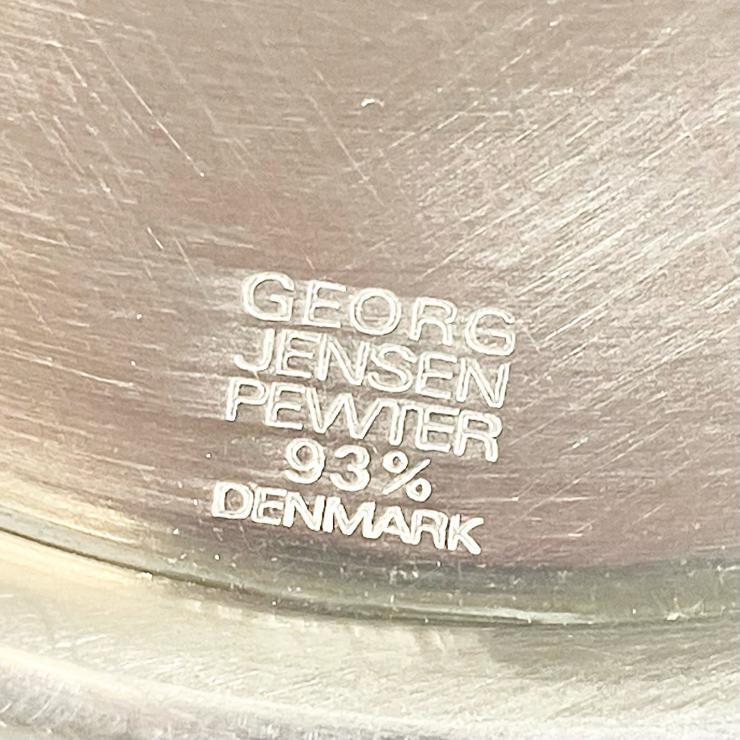 GEORG
JENSEN
PEWTER
93%
DENMARK